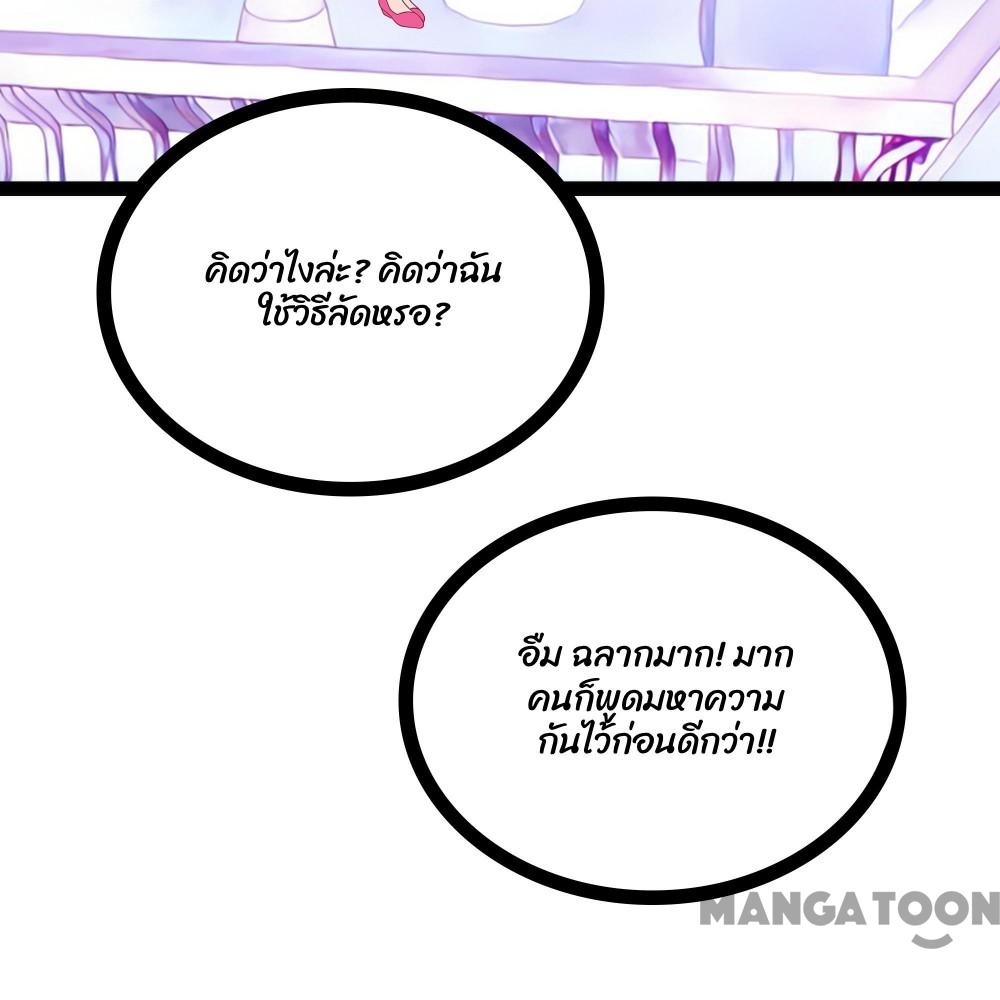 คิดว่าไงล่ะ? คิดว่าฉัน
ใช้วิธีลัดหรอ?
อืม ฉลากมาก! มาก
คนก็พูดมหาความ
กันไว้ก่อนดีกว่า!!
MANGATOON